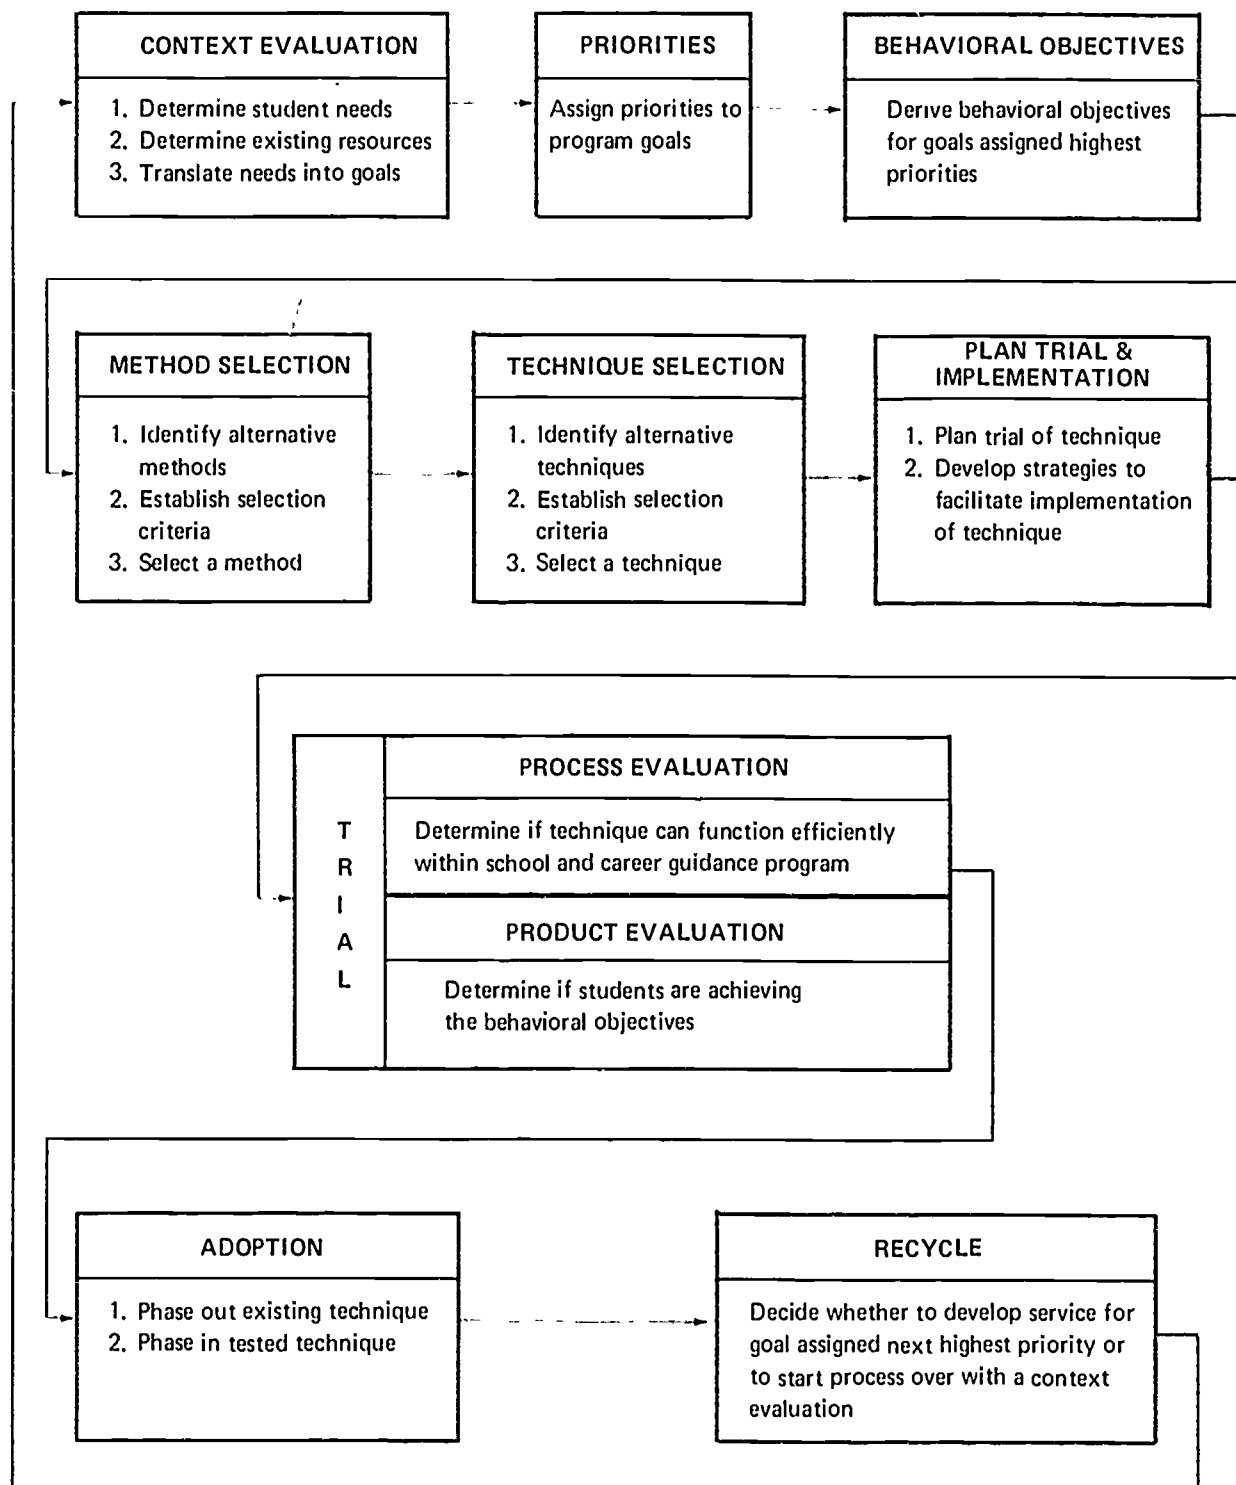 CONTEXT EVALUATION
1. Determine student needs
2. Determine existing resources
3. Translate needs into goals
PRIORITIES
Assign priorities to
program goals
BEHAVIORAL OBJECTIVES
Derive behavioral objectives
for goals assigned highest
priorities
METHOD SELECTION
1. Identify alternative
methods
2. Establish selection
criteria
3. Select a method
TECHNIQUE SELECTION
1. Identify alternative
techniques
2. Establish selection
criteria
3. Select a technique
PLAN TRIAL &
IMPLEMENTATION
1. Plan trial of technique
2. Develop strategies to
facilitate implementation
of technique
TRIAL
PROCESS EVALUATION
Determine if technique can function efficiently
within school and career guidance program
PRODUCT EVALUATION
Determine if students are achieving
the behavioral objectives
ADOPTION
1. Phase out existing technique
2. Phase in tested technique
RECYCLE
Decide whether to develop service for
goal assigned next highest priority or
to start process over with a context
evaluation